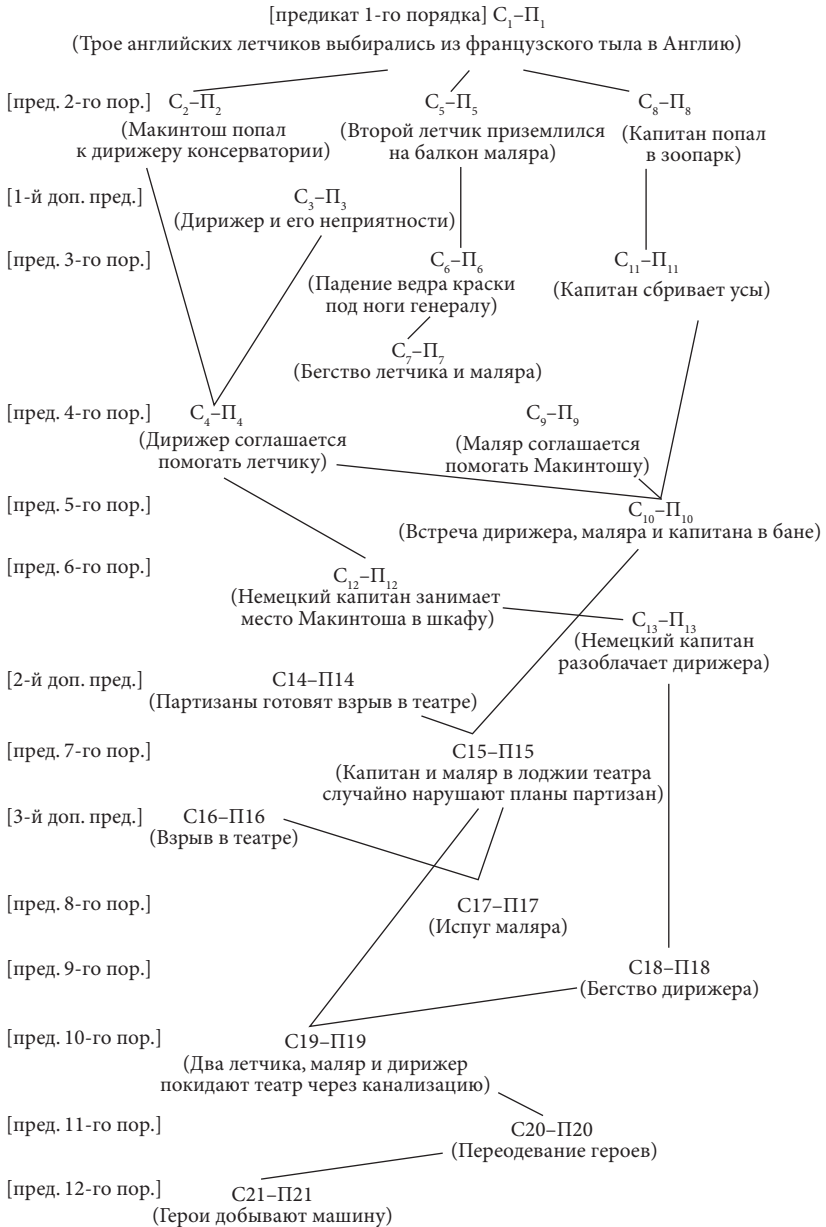 [предикат 1-го порядка] С₁–П₁
(Трое английских летчиков выбирались из французского тыла в Англию)
[пред. 2-го пор.] С₂–П₂ С₅–П₅ С₈–П₈
(Макинтош попал (Второй летчик приземлился (Капитан попал
к дирижеру консерватории) на балкон маляра) в зоопарк)
[1-й доп. пред.] С₃–П₃
(Дирижер и его неприятности)
[пред. 3-го пор.] С₆–П₆ С₁₁–П₁₁
(Падение ведра краски (Капитан сбривает усы)
под ноги генералу)
С₇–П₇
(Бегство летчика и маляра)
[пред. 4-го пор.] С₄–П₄ С₉–П₉
(Дирижер соглашается (Маляр соглашается
помогать летчику) помогать Макинтошу)
[пред. 5-го пор.] С₁₀–П₁₀
(Встреча дирижера, маляра и капитана в бане)
[пред. 6-го пор.] С₁₂–П₁₂
(Немецкий капитан занимает
место Макинтоша в шкафу)
С₁₃–П₁₃
(Немецкий капитан
разоблачает дирижера)
[2-й доп. пред.] С14–П14
(Партизаны готовят взрыв в театре)
[пред. 7-го пор.] С15–П15
(Капитан и маляр в лоджии театра
случайно нарушают планы партизан)
[3-й доп. пред.] С16–П16
(Взрыв в театре)
[пред. 8-го пор.] С17–П17
(Испуг маляра)
[пред. 9-го пор.] С18–П18
(Бегство дирижера)
[пред. 10-го пор.] С19–П19
(Два летчика, маляр и дирижер
покидают театр через канализацию)
[пред. 11-го пор.] С20–П20
(Переодевание героев)
[пред. 12-го пор.] С21–П21
(Герои добывают машину)